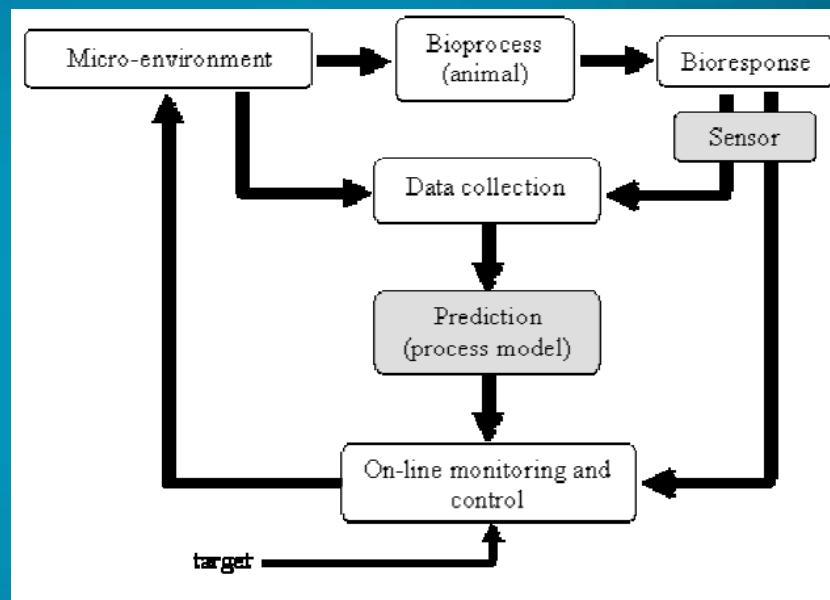 Micro-environment
Bioprocess
(animal)
Bioresponse
Sensor
Data collection
Prediction
(process model)
On-line monitoring and
control
target